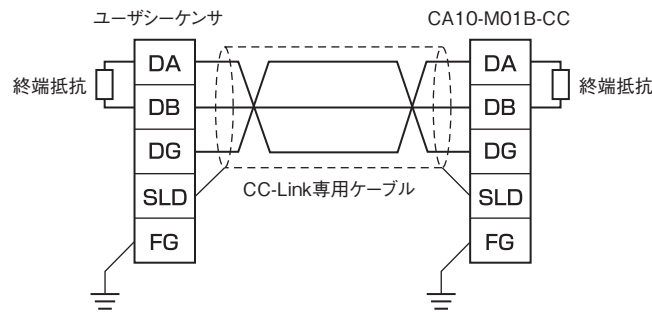 ユーザシーケンサ
CA10-M01B-CC
終端抵抗
DA
DB
DG
SLD
FG
CC-Link専用ケーブル
DA
DB
DG
SLD
FG
終端抵抗